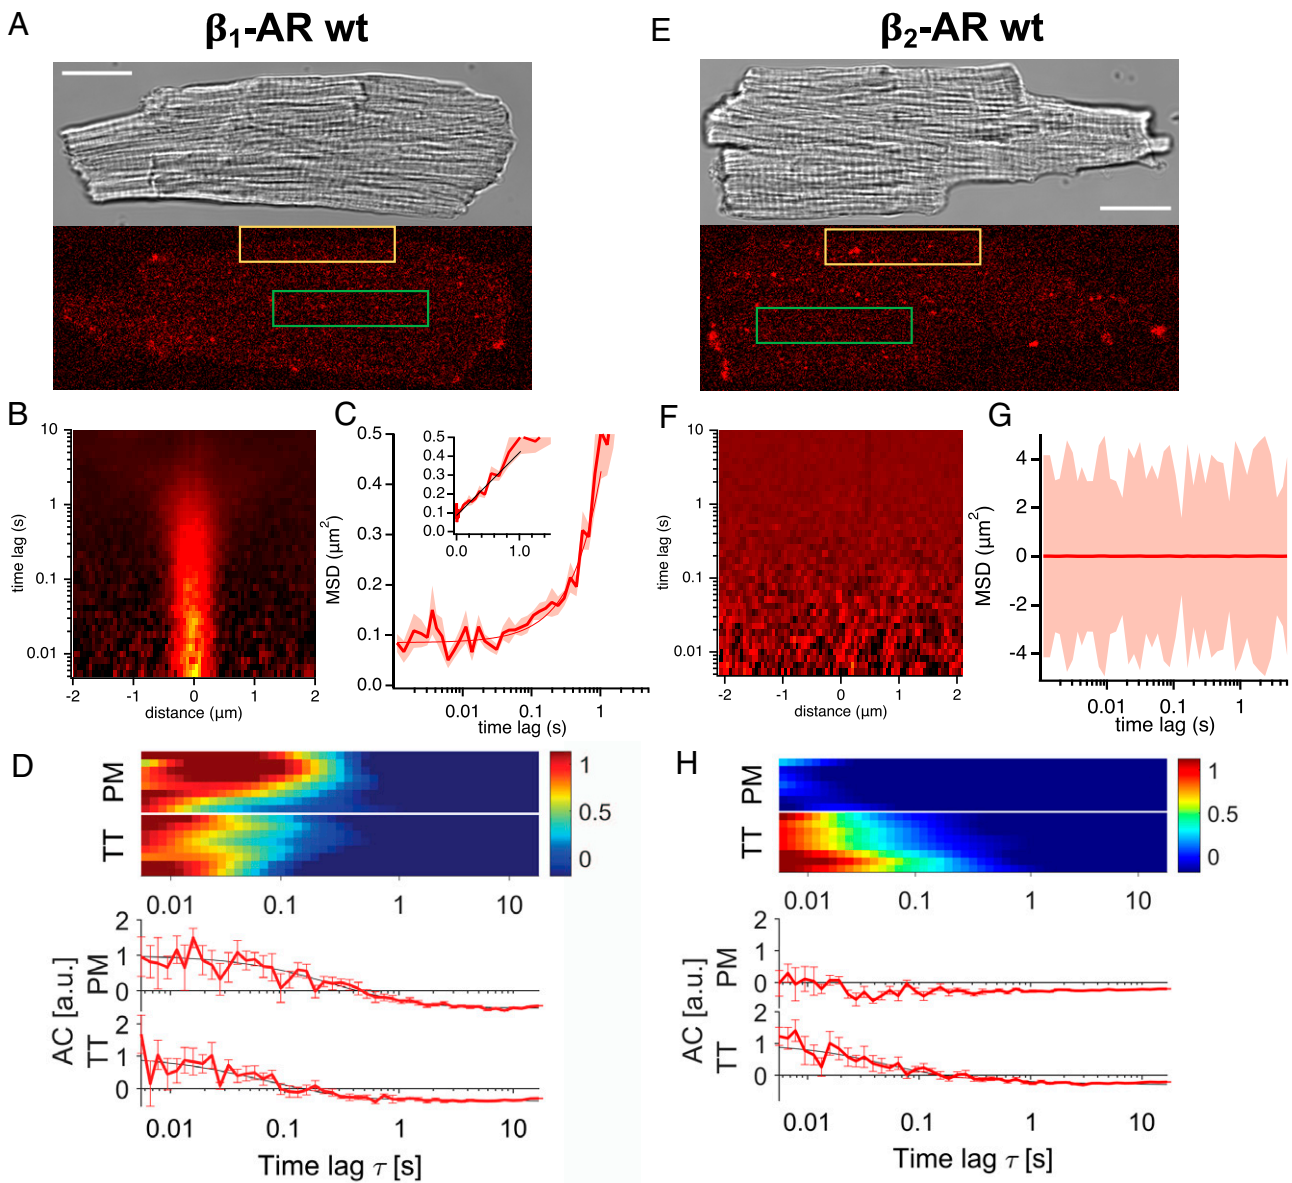 A
β₁-AR wt
E
β₂-AR wt
B
time lag (s)
10
1
0.1
0.01
-2
-1
0
1
2
distance (µm)
C
MSD (µm²)
0.5
0.4
0.3
0.2
0.1
0.0
0.5
0.4
0.3
0.2
0.1
0.0
0.0
1.0
0.01
0.1
1
time lag (s)
F
time lag (s)
10
1
0.1
0.01
-2
-1
0
1
2
distance (µm)
G
MSD (µm²)
4
2
0
-2
-4
0.01
0.1
1
time lag (s)
D
PM
TT
1
0.5
0
0.01
0.1
1
10
AC [a.u.]
PM
TT
2
1
0
2
1
0
0.01
0.1
1
10
Time lag τ [s]
H
PM
TT
1
0.5
0
0.01
0.1
1
10
AC [a.u.]
PM
TT
2
1
0
2
1
0
0.01
0.1
1
10
Time lag τ [s]